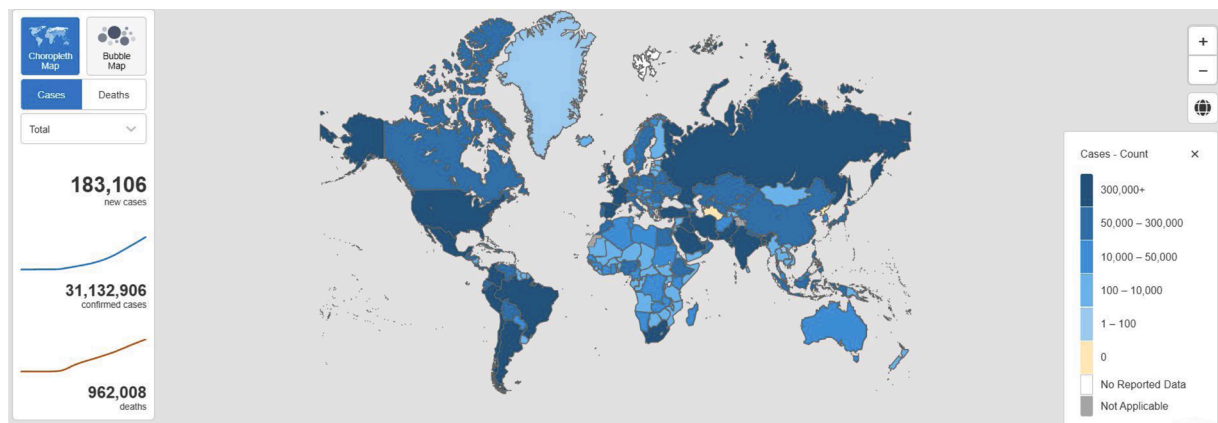 Choropleth
Map
Bubble
Map
Cases
Deaths
Total
183,106
new cases
31,132,906
confirmed cases
962,008
deaths
+
−
Cases - Count ×
300,000+
50,000 – 300,000
10,000 – 50,000
100 – 10,000
1 – 100
0
No Reported Data
Not Applicable